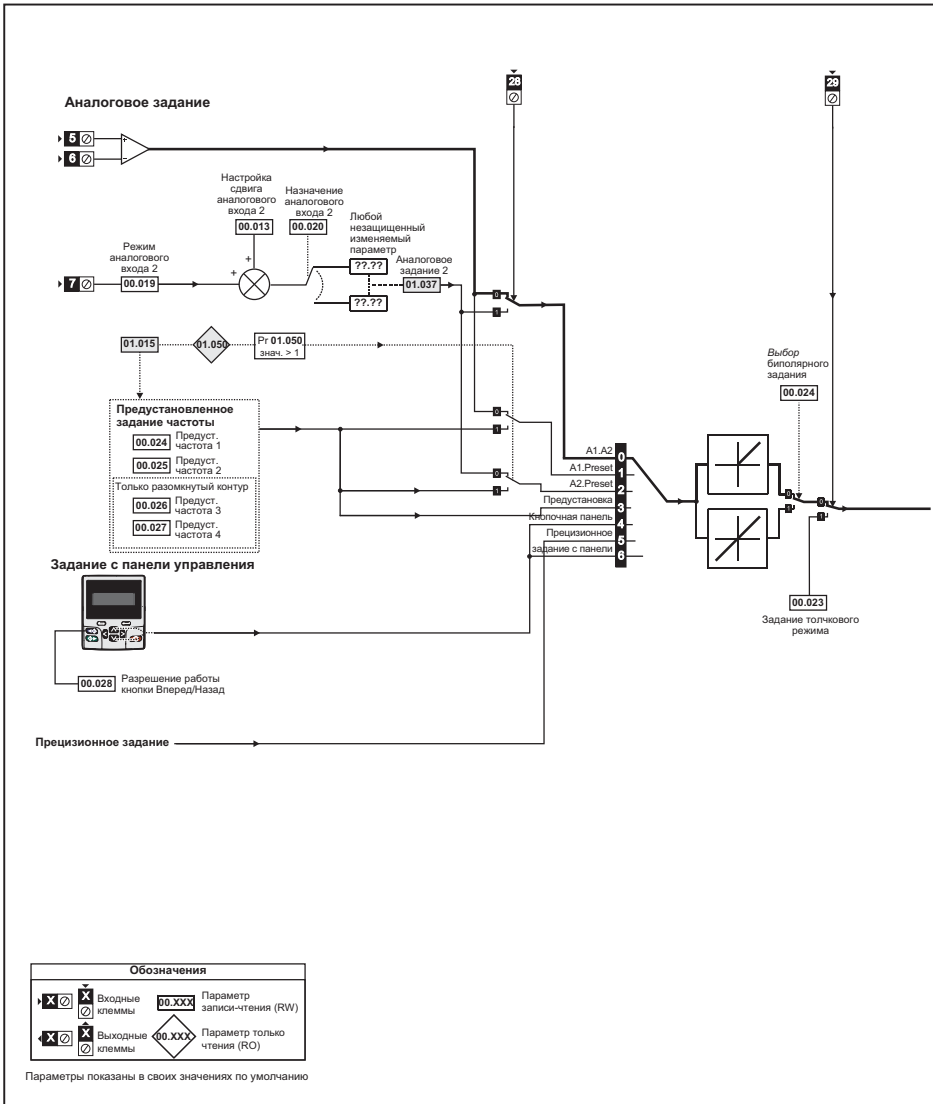 28
29
Аналоговое задание
5
+
6
−
Настройка
сдвига
аналогового
входа 2
00.013
Назначение
аналогового
входа 2
00.020
Любой
незащищенный
изменяемый
параметр
??.??
??.??
Режим
аналогового
входа 2
7
00.019
+
+
Аналоговое
задание 2
01.037
0
1
01.015
01.050
Pr 01.050
знач. > 1
Выбор
биполярного
задания
00.024
Предустановленное
задание частоты
00.024 Предуст.
частота 1
00.025 Предуст.
частота 2
Только разомкнутый контур
00.026 Предуст.
частота 3
00.027 Предуст.
частота 4
0
1
0
1
A1.A2 0
A1.Preset 1
A2.Preset 2
Предустановка 3
Кнопочная панель 4
Прецизионное 5
задание с панели 6
0
1
00.023
Задание толчкового
режима
Задание с панели управления
00.028 Разрешение работы
кнопки Вперед/Назад
Прецизионное задание
Обозначения
X X Входные
клеммы
00.XXX Параметр
записи-чтения (RW)
X X Выходные
клеммы
00.XXX Параметр только
чтения (RO)
Параметры показаны в своих значениях по умолчанию